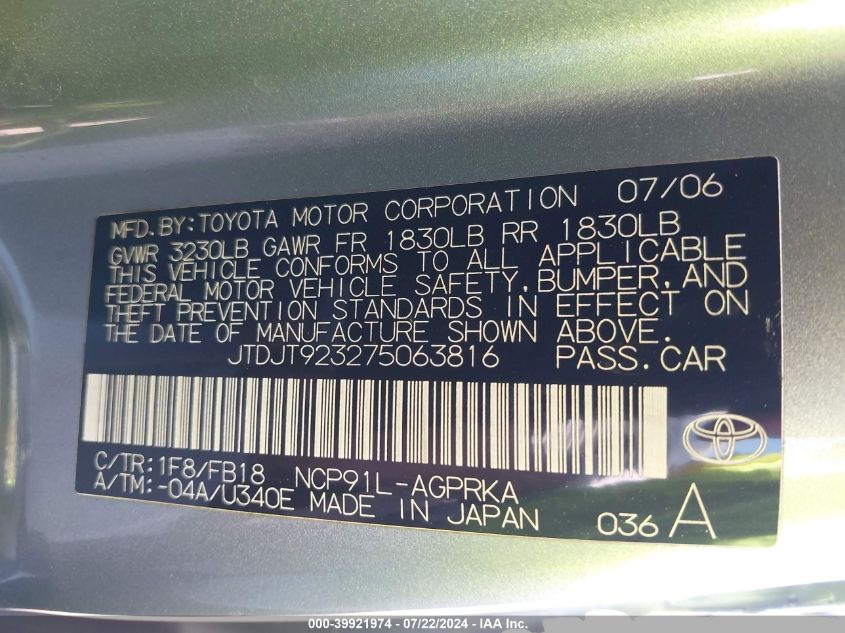 MFD. BY: TOYOTA MOTOR CORPORATION 07/06
GVWR 3230LB GAWR FR 1830LB RR 1830LB
THIS VEHICLE CONFORMS TO ALL APPLICABLE
FEDERAL MOTOR VEHICLE SAFETY, BUMPER, AND
THEFT PREVENTION STANDARDS IN EFFECT ON
THE DATE OF MANUFACTURE SHOWN ABOVE.
JTDJT923275063816 PASS. CAR
C/TR: 1F8/FB18 NCP91L-AGPRKA
A/TM: -04A/U340E MADE IN JAPAN 036 A
000-39921974 / 07/22/2024 - IAA Inc.